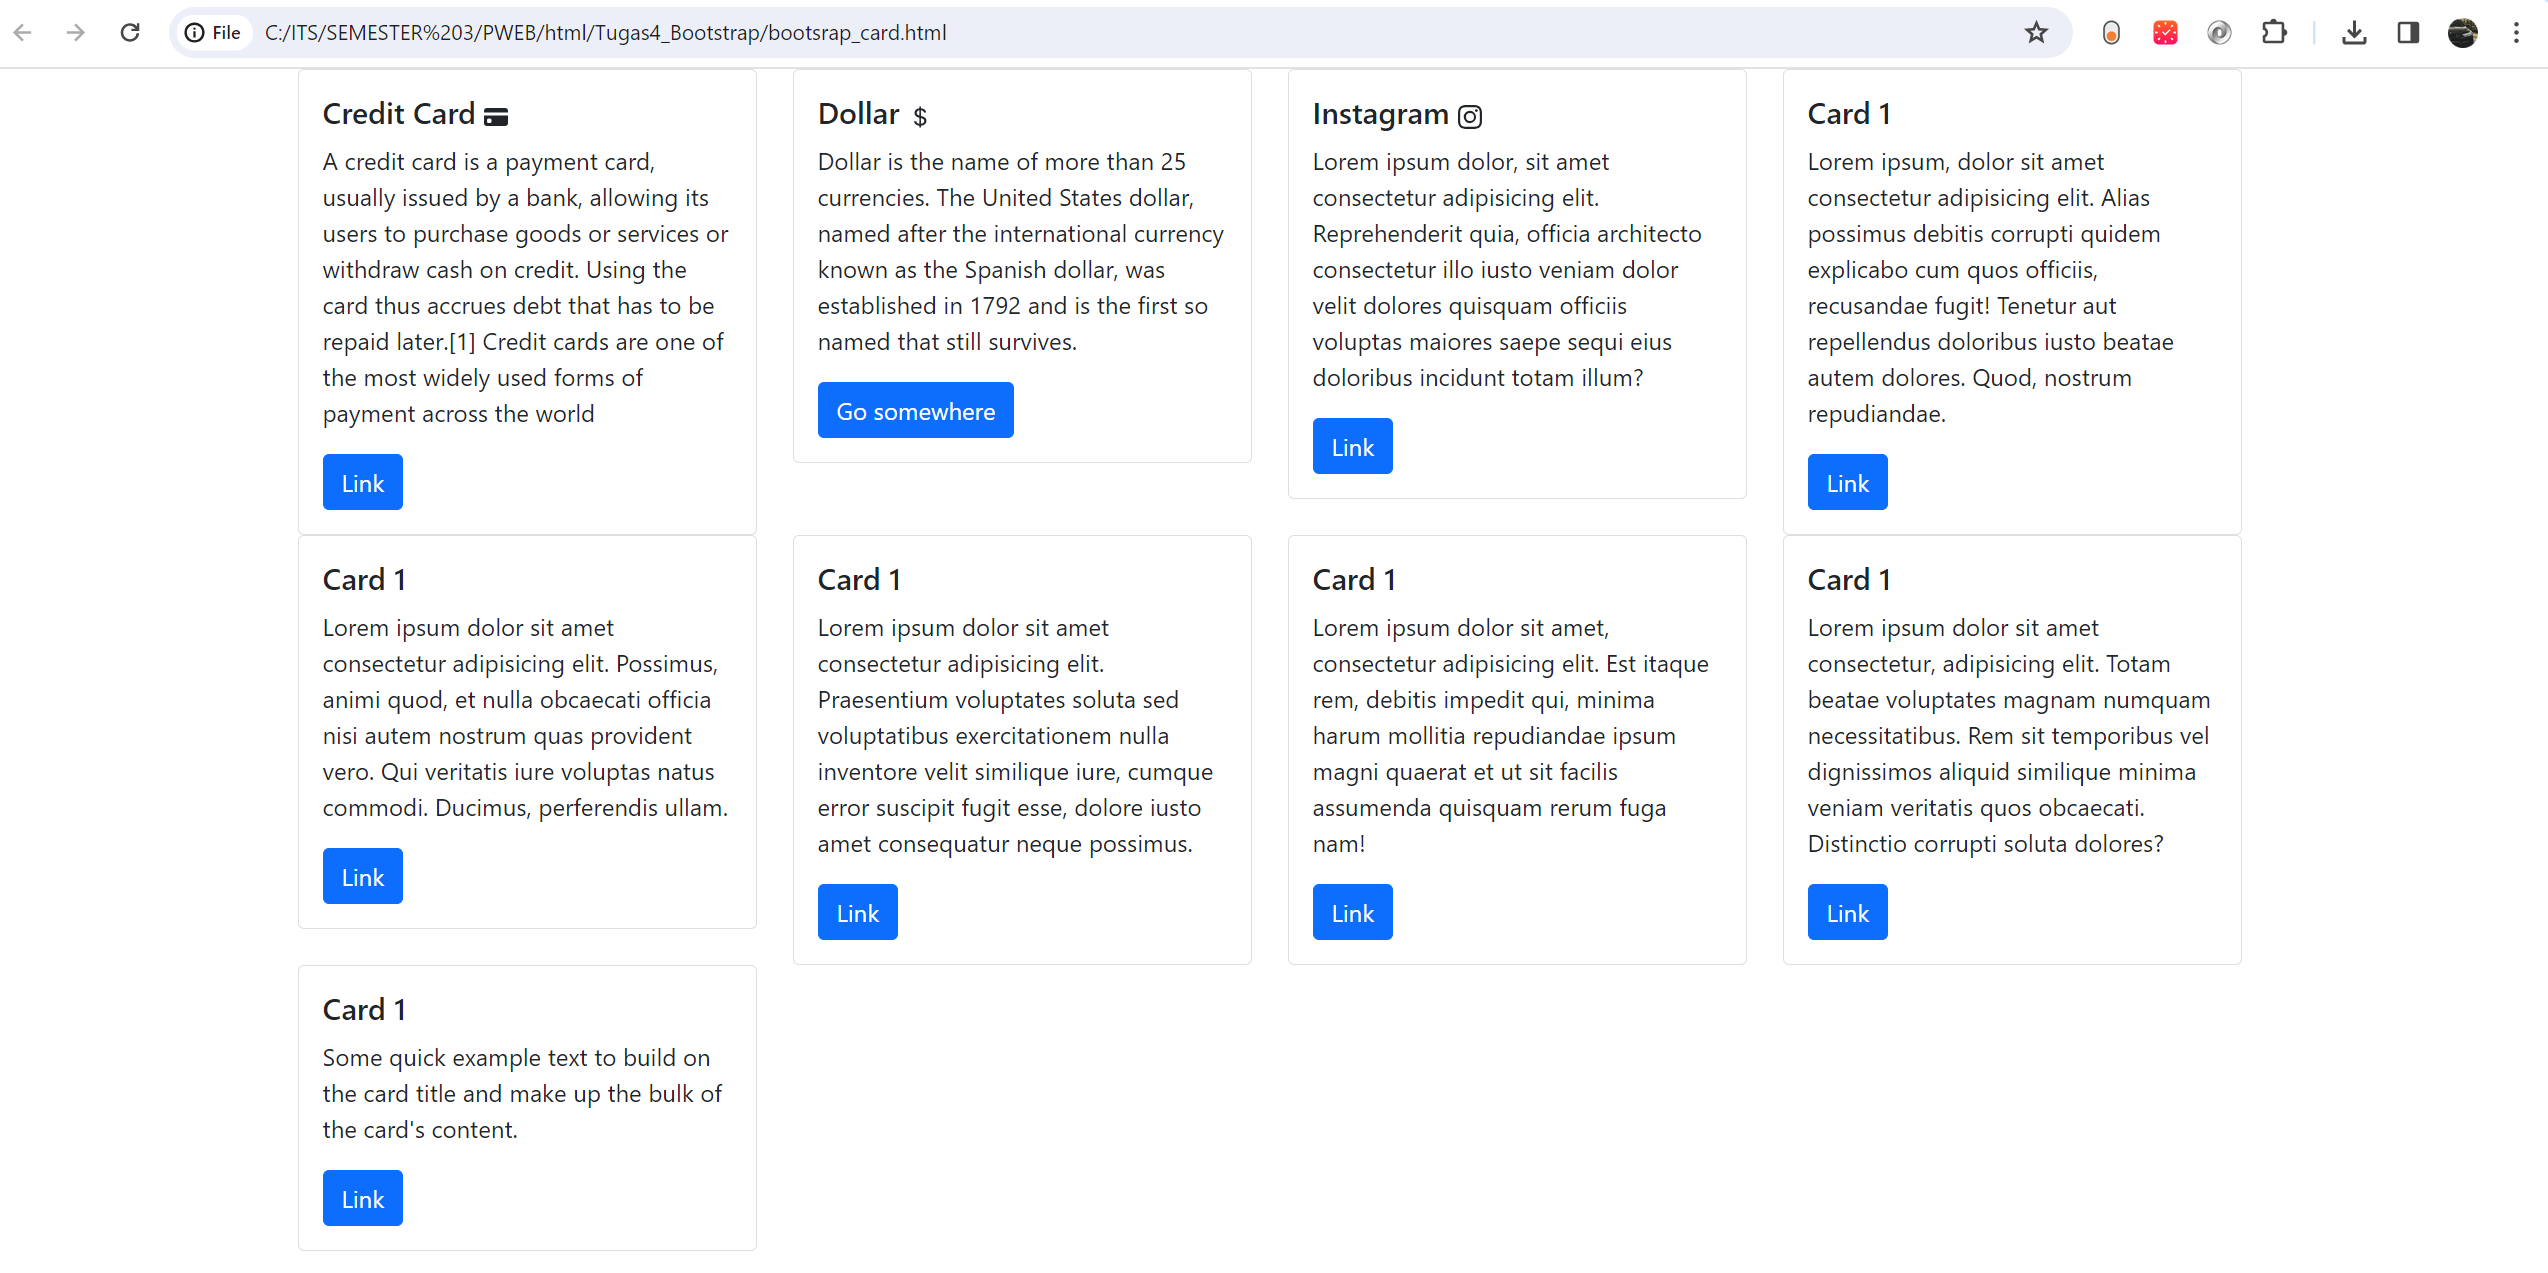 File C:/ITS/SEMESTER%203/PWEB/html/Tugas4_Bootstrap/bootsrap_card.html
Credit Card
A credit card is a payment card,
usually issued by a bank, allowing its
users to purchase goods or services or
withdraw cash on credit. Using the
card thus accrues debt that has to be
repaid later.[1] Credit cards are one of
the most widely used forms of
payment across the world
Link
Dollar $
Dollar is the name of more than 25
currencies. The United States dollar,
named after the international currency
known as the Spanish dollar, was
established in 1792 and is the first so
named that still survives.
Go somewhere
Instagram
Lorem ipsum dolor, sit amet
consectetur adipisicing elit.
Reprehenderit quia, officia architecto
consectetur illo iusto veniam dolor
velit dolores quisquam officiis
voluptas maiores saepe sequi eius
doloribus incidunt totam illum?
Link
Card 1
Lorem ipsum, dolor sit amet
consectetur adipisicing elit. Alias
possimus debitis corrupti quidem
explicabo cum quos officiis,
recusandae fugit! Tenetur aut
repellendus doloribus iusto beatae
autem dolores. Quod, nostrum
repudiandae.
Link
Card 1
Lorem ipsum dolor sit amet
consectetur adipisicing elit. Possimus,
animi quod, et nulla obcaecati officia
nisi autem nostrum quas provident
vero. Qui veritatis iure voluptas natus
commodi. Ducimus, perferendis ullam.
Link
Card 1
Lorem ipsum dolor sit amet
consectetur adipisicing elit.
Praesentium voluptates soluta sed
voluptatibus exercitationem nulla
inventore velit similique iure, cumque
error suscipit fugit esse, dolore iusto
amet consequatur neque possimus.
Link
Card 1
Lorem ipsum dolor sit amet,
consectetur adipisicing elit. Est itaque
rem, debitis impedit qui, minima
harum mollitia repudiandae ipsum
magni quaerat et ut sit facilis
assumenda quisquam rerum fuga
nam!
Link
Card 1
Lorem ipsum dolor sit amet
consectetur, adipisicing elit. Totam
beatae voluptates magnam numquam
necessitatibus. Rem sit temporibus vel
dignissimos aliquid similique minima
veniam veritatis quos obcaecati.
Distinctio corrupti soluta dolores?
Link
Card 1
Some quick example text to build on
the card title and make up the bulk of
the card's content.
Link